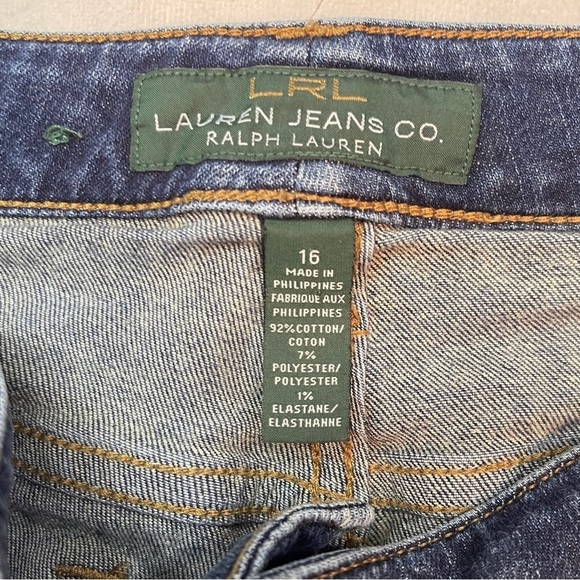 LRL
LAUREN JEANS CO.
RALPH LAUREN
16
MADE IN
PHILIPPINES
FABRIQUE AUX
PHILIPPINES
92% COTTON/
COTON
7%
POLYESTER/
POLYESTER
1%
ELASTANE/
ELASTHANNE